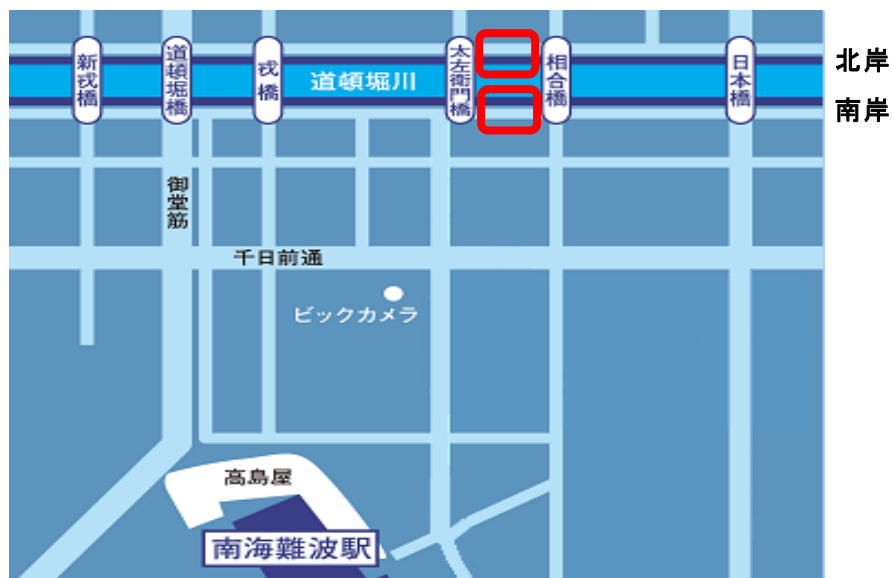 新戎橋
道頓堀橋
戎橋
道頓堀川
太左衛門橋
相合橋
日本橋
北岸
南岸
御堂筋
千日前通
ビックカメラ
高島屋
南海難波駅